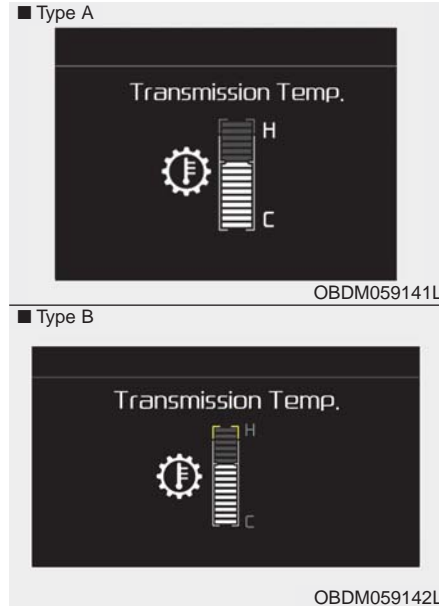 ■ Type A
Transmission Temp.
H
C
OBDM059141L
■ Type B
Transmission Temp.
H
C
OBDM059142L